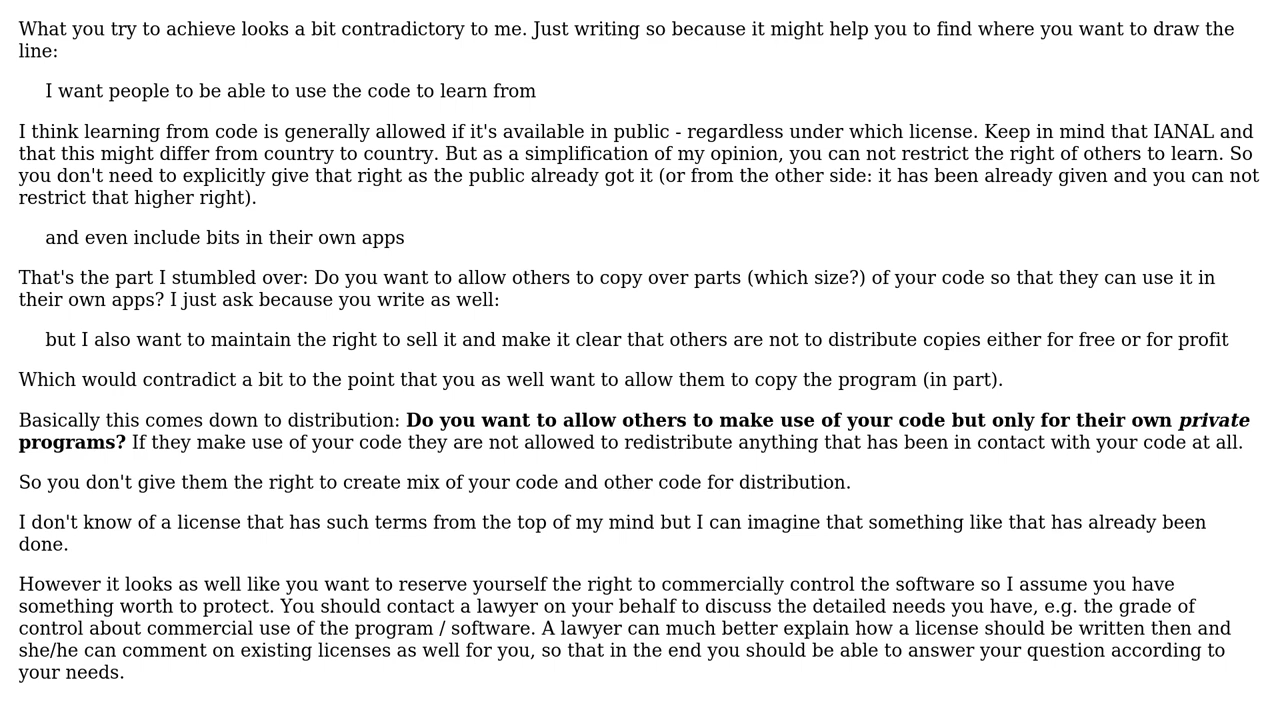 What you try to achieve looks a bit contradictory to me. Just writing so because it might help you to find where you want to draw the
line:
I want people to be able to use the code to learn from
I think learning from code is generally allowed if it's available in public - regardless under which license. Keep in mind that IANAL and
that this might differ from country to country. But as a simplification of my opinion, you can not restrict the right of others to learn. So
you don't need to explicitly give that right as the public already got it (or from the other side: it has been already given and you can not
restrict that higher right).
and even include bits in their own apps
That's the part I stumbled over: Do you want to allow others to copy over parts (which size?) of your code so that they can use it in
their own apps? I just ask because you write as well:
but I also want to maintain the right to sell it and make it clear that others are not to distribute copies either for free or for profit
Which would contradict a bit to the point that you as well want to allow them to copy the program (in part).
Basically this comes down to distribution: Do you want to allow others to make use of your code but only for their own private
programs? If they make use of your code they are not allowed to redistribute anything that has been in contact with your code at all.
So you don't give them the right to create mix of your code and other code for distribution.
I don't know of a license that has such terms from the top of my mind but I can imagine that something like that has already been
done.
However it looks as well like you want to reserve yourself the right to commercially control the software so I assume you have
something worth to protect. You should contact a lawyer on your behalf to discuss the detailed needs you have, e.g. the grade of
control about commercial use of the program / software. A lawyer can much better explain how a license should be written then and
she/he can comment on existing licenses as well for you, so that in the end you should be able to answer your question according to
your needs.